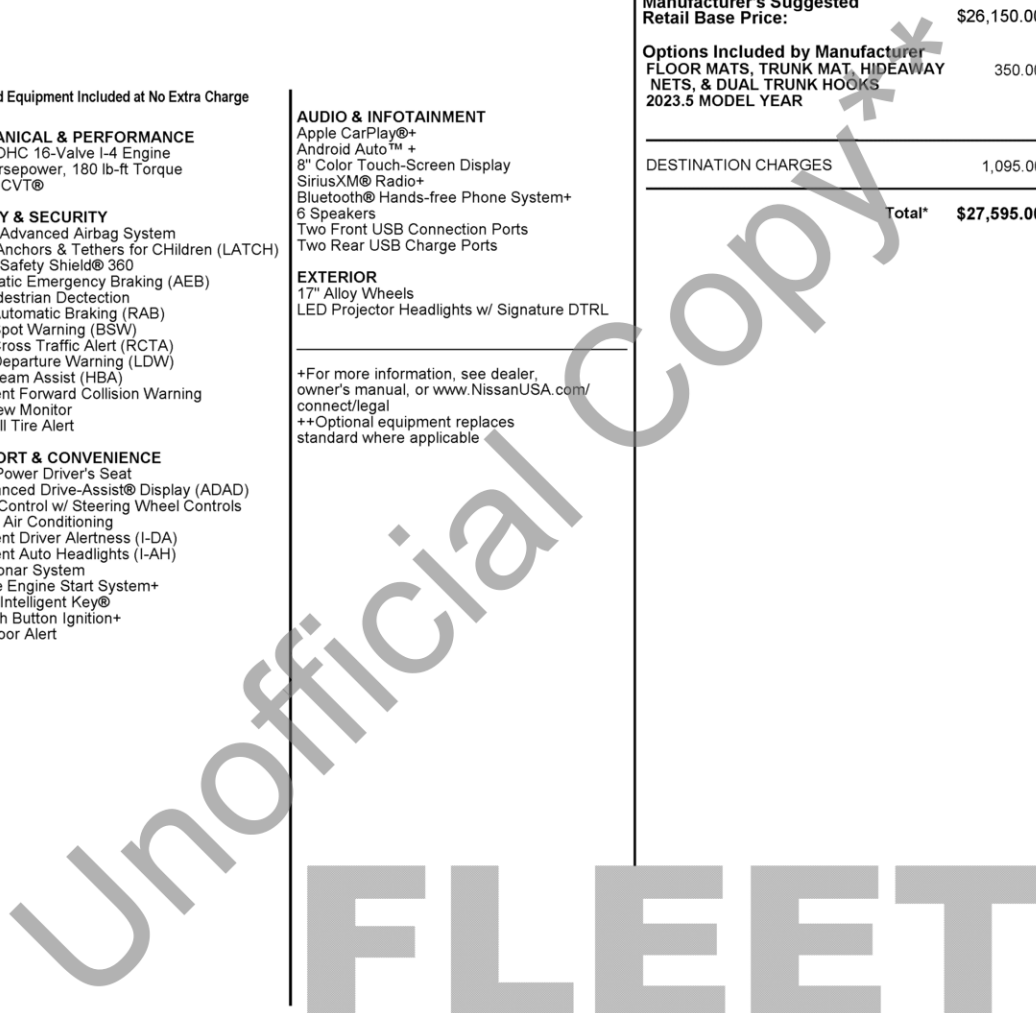 d Equipment Included at No Extra Charge
ANICAL & PERFORMANCE
OHC 16-Valve I-4 Engine
rsepower, 180 lb-ft Torque
CVT®
Y & SECURITY
Advanced Airbag System
Anchors & Tethers for CHildren (LATCH)
Safety Shield® 360
atic Emergency Braking (AEB)
destrian Dectection
utomatic Braking (RAB)
pot Warning (BSW)
ross Traffic Alert (RCTA)
Departure Warning (LDW)
eam Assist (HBA)
ent Forward Collision Warning
ew Monitor
ll Tire Alert
ORT & CONVENIENCE
Power Driver's Seat
nced Drive-Assist® Display (ADAD)
Control w/ Steering Wheel Controls
Air Conditioning
ent Driver Alertness (I-DA)
ent Auto Headlights (I-AH)
onar System
e Engine Start System+
Intelligent Key®
h Button Ignition+
oor Alert
AUDIO & INFOTAINMENT
Apple CarPlay®+
Android Auto™ +
8" Color Touch-Screen Display
SiriusXM® Radio+
Bluetooth® Hands-free Phone System+
6 Speakers
Two Front USB Connection Ports
Two Rear USB Charge Ports
EXTERIOR
17" Alloy Wheels
LED Projector Headlights w/ Signature DTRL
+For more information, see dealer,
owner's manual, or www.NissanUSA.com/
connect/legal
++Optional equipment replaces
standard where applicable
Manufacturer's Suggested
Retail Base Price: $26,150.00
Options Included by Manufacturer
FLOOR MATS, TRUNK MAT, HIDEAWAY 350.00
NETS, & DUAL TRUNK HOOKS
2023.5 MODEL YEAR
DESTINATION CHARGES 1,095.00
Total* $27,595.00
Unofficial Copy**
FLEET